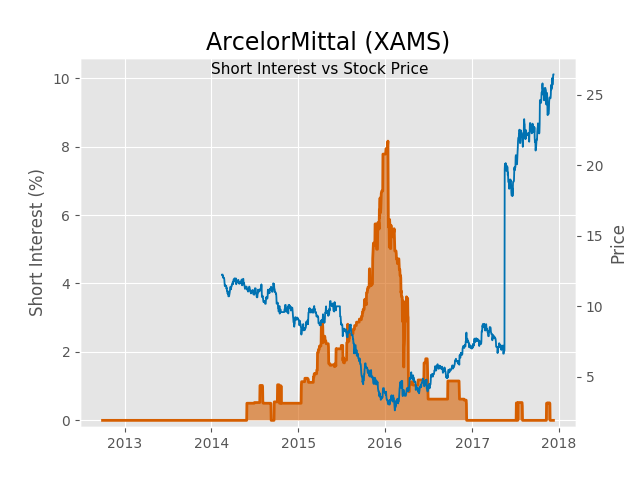 ArcelorMittal (XAMS)
Short Interest vs Stock Price
Short Interest (%)
10
8
6
4
2
0
25
20
15
10
5
Price
2013 2014 2015 2016 2017 2018